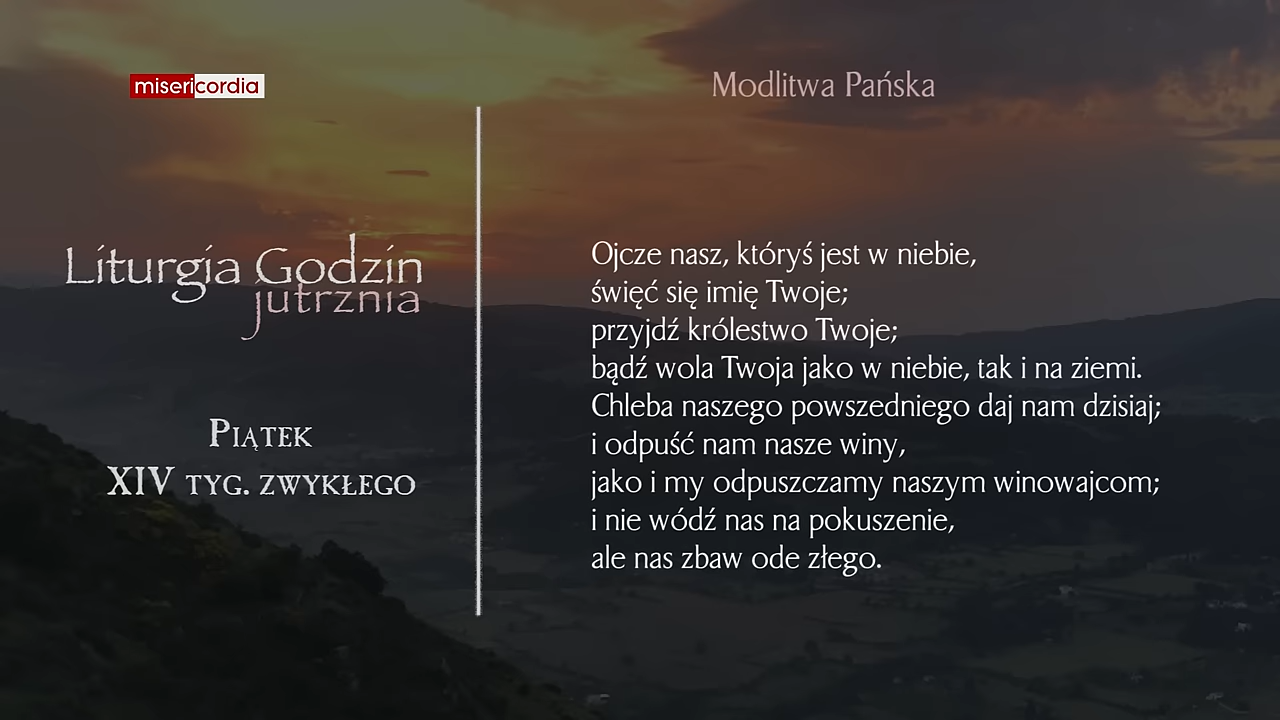 misericordia
Liturgia Godzin
jutrznia
Piątek
XIV tyg. zwykłego
Modlitwa Pańska
Ojcze nasz, któryś jest w niebie,
święć się imię Twoje;
przyjdź królestwo Twoje;
bądź wola Twoja jako w niebie, tak i na ziemi.
Chleba naszego powszedniego daj nam dzisiaj;
i odpuść nam nasze winy,
jako i my odpuszczamy naszym winowajcom;
i nie wódź nas na pokuszenie,
ale nas zbaw ode złego.